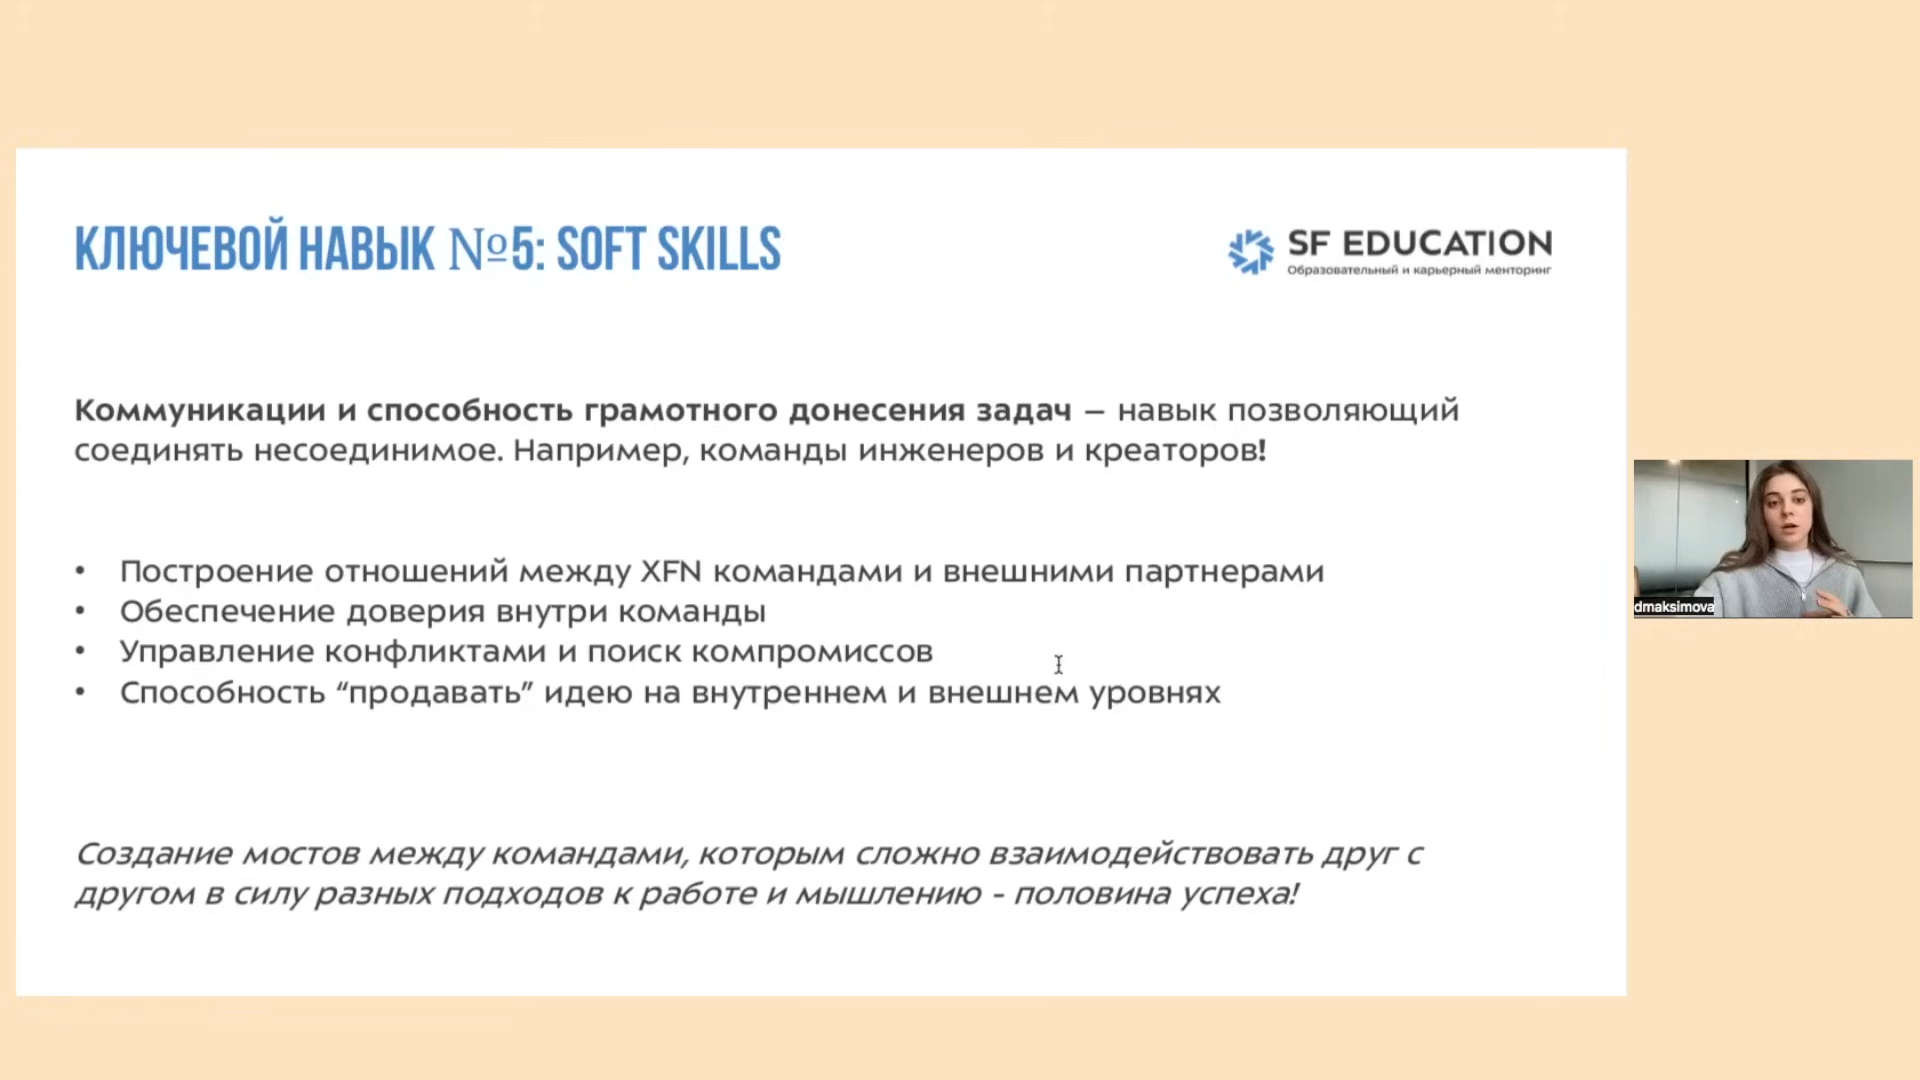 КЛЮЧЕВОЙ НАВЫК №5: SOFT SKILLS
SF EDUCATION
Образовательный и карьерный менторинг
Коммуникации и способность грамотного донесения задач – навык позволяющий
соединять несоединимое. Например, команды инженеров и креаторов!
• Построение отношений между XFN командами и внешними партнерами
• Обеспечение доверия внутри команды
• Управление конфликтами и поиск компромиссов
• Способность “продавать” идею на внутреннем и внешнем уровнях
dmaksimova
Создание мостов между командами, которым сложно взаимодействовать друг с
другом в силу разных подходов к работе и мышлению - половина успеха!